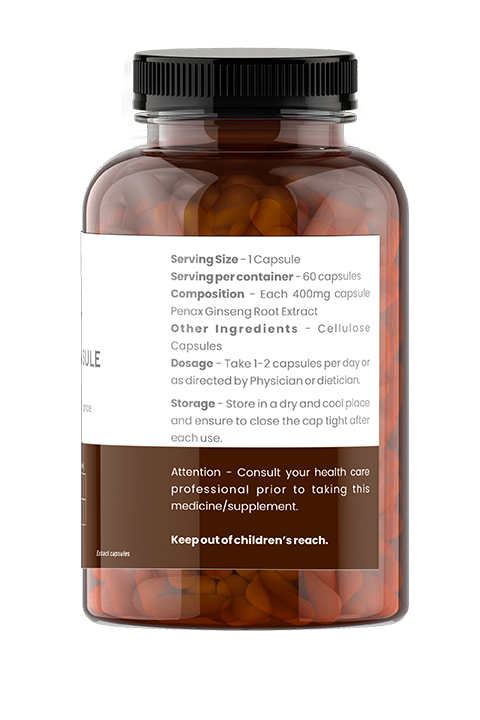 Serving Size - 1 Capsule
Serving per container - 60 capsules
Composition - Each 400mg capsule
Penax Ginseng Root Extract
Other Ingredients - Cellulose
Capsules
Dosage - Take 1-2 capsules per day or
as directed by Physician or dietician.
Storage - Store in a dry and cool place
and ensure to close the cap tight after
each use.
Attention - Consult your health care
professional prior to taking this
medicine/supplement.
Keep out of children's reach.
SULE
Extract capsules